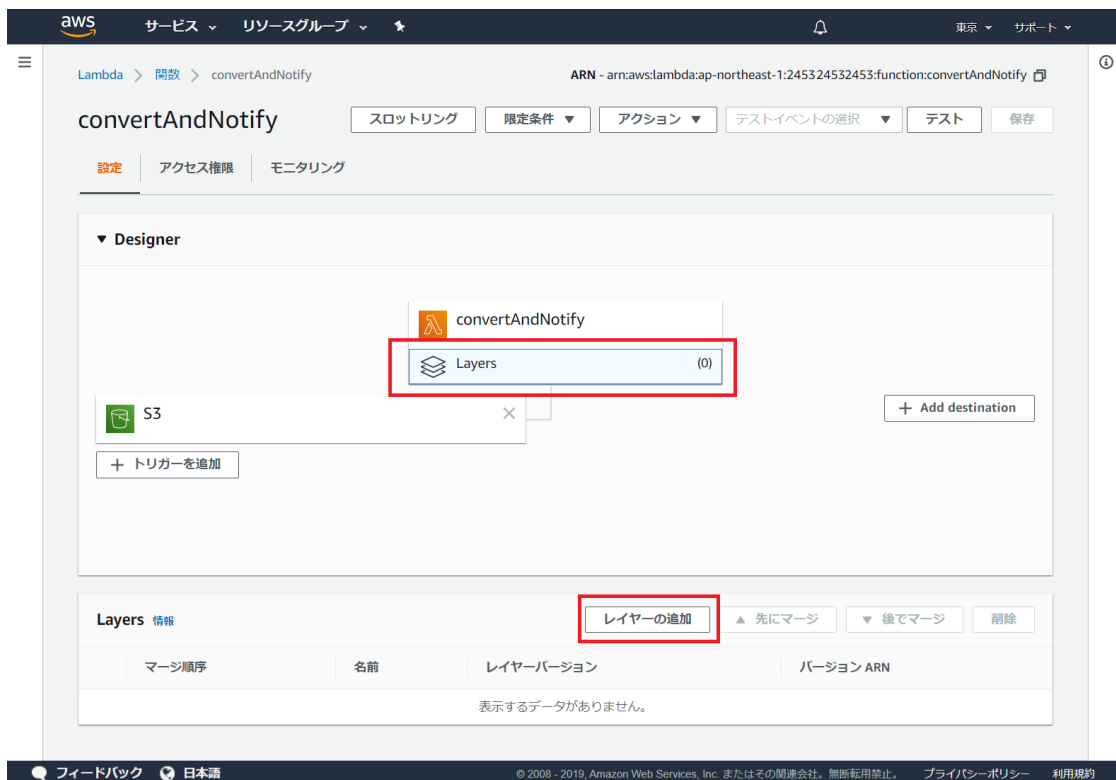 aws サービス リソースグループ 東京 サポート
Lambda > 関数 > convertAndNotify ARN - arn:aws:lambda:ap-northeast-1:245324532453:function:convertAndNotify
convertAndNotify スロットリング 限定条件 ▼ アクション ▼ テストイベントの選択 ▼ テスト 保存
設定 アクセス権限 モニタリング
▼ Designer
convertAndNotify
Layers (0)
S3 ×
+ Add destination
+ トリガーを追加
Layers 情報 レイヤーの追加 ▲ 先にマージ ▼ 後でマージ 削除
マージ順序 名前 レイヤーバージョン バージョン ARN
表示するデータがありません。
フィードバック 日本語 © 2008 - 2019, Amazon Web Services, Inc. またはその関連会社。無断転用禁止。 プライバシーポリシー 利用規約